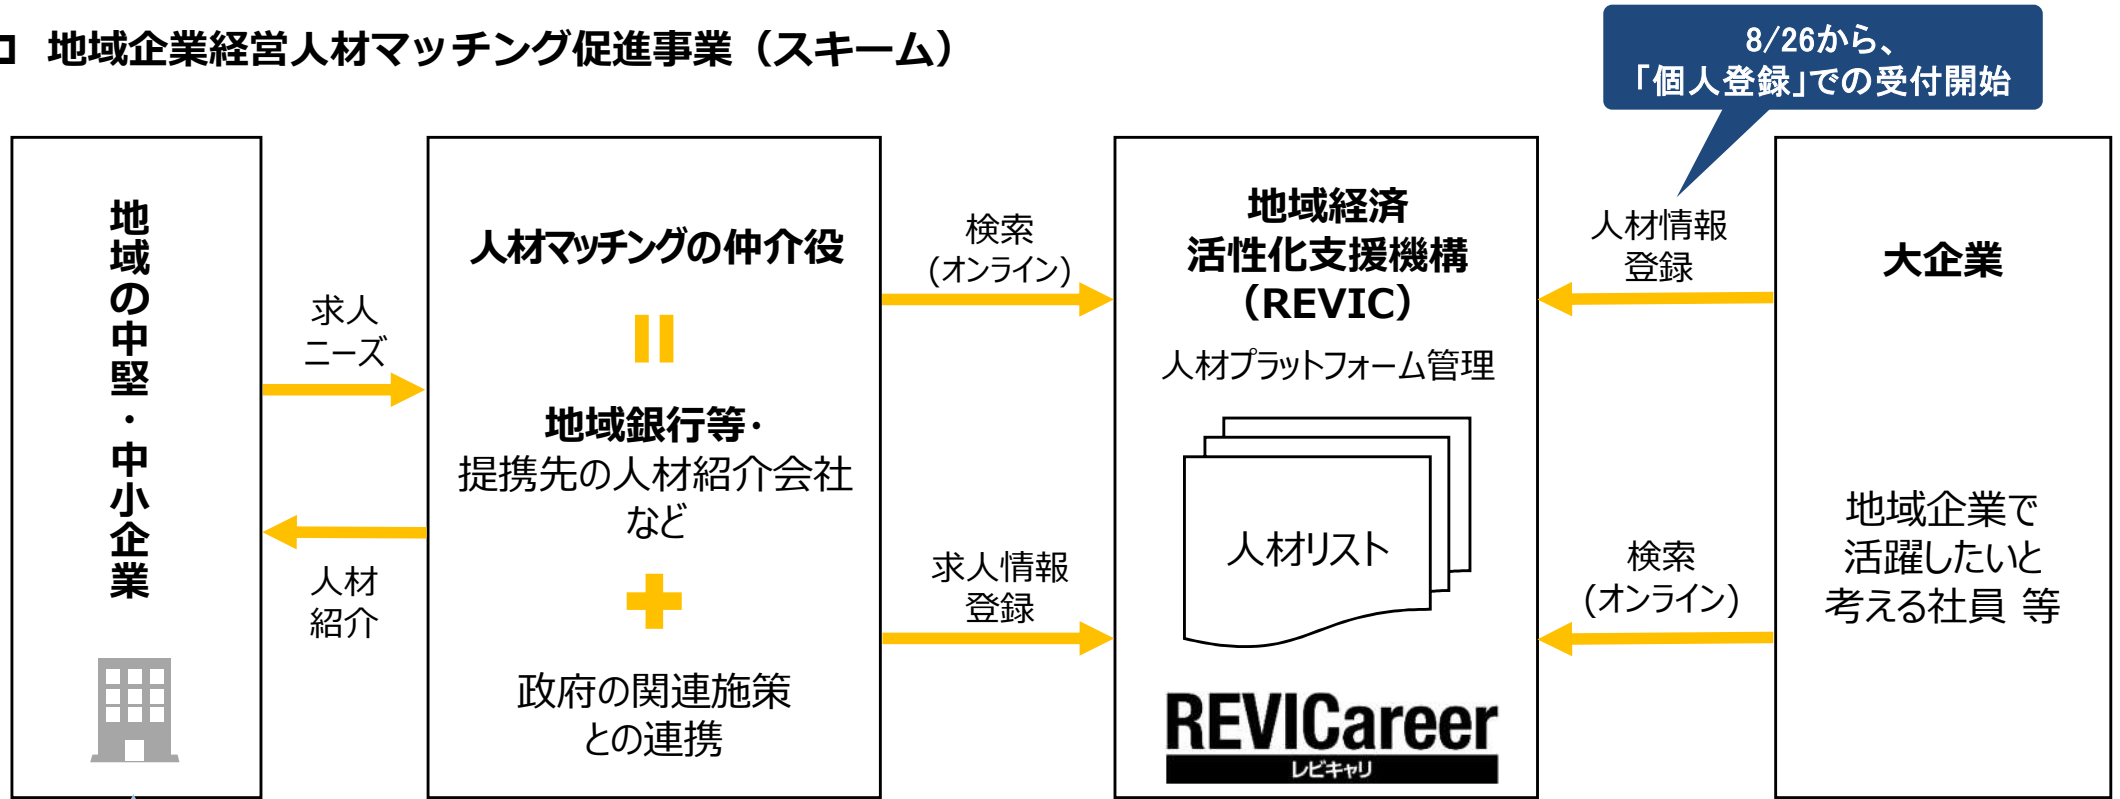 地域企業経営人材マッチング促進事業（スキーム）
8/26から、
「個人登録」での受付開始
地域の中堅・中小企業
求人
ニーズ
人材
紹介
人材マッチングの仲介役
地域銀行等・
提携先の人材紹介会社
など
政府の関連施策
との連携
検索
(オンライン)
求人情報
登録
地域経済
活性化支援機構
（REVIC）
人材プラットフォーム管理
人材リスト
REVICareer
レビキャリ
人材情報
登録
検索
(オンライン)
大企業
地域企業で
活躍したいと
考える社員 等